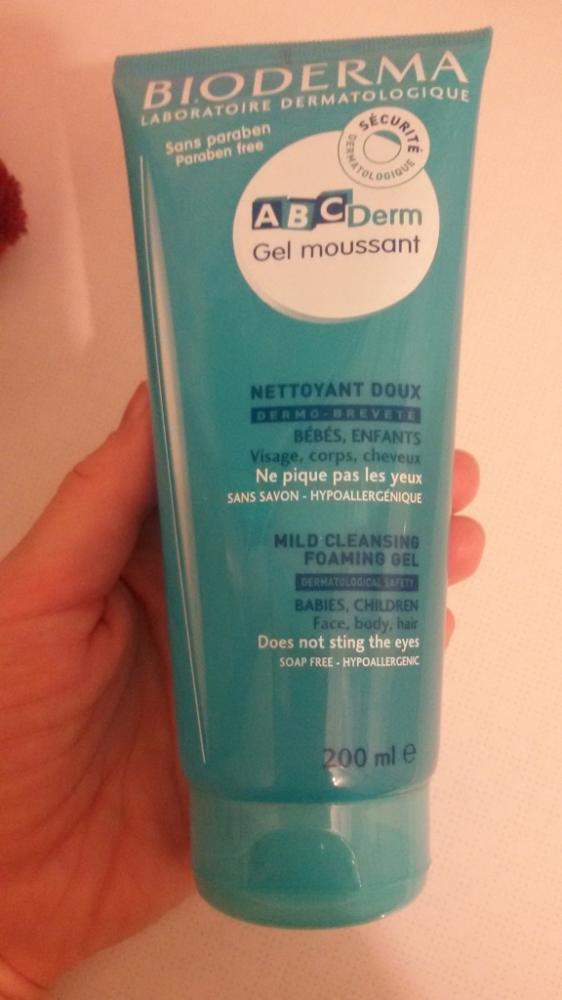 BIODERMA
LABORATOIRE DERMATOLOGIQUE
Sans paraben
Paraben free
SÉCURITÉ
DERMATOLOGIQUE
ABCDerm
Gel moussant
NETTOYANT DOUX
DERMO-BREVETÉ
BÉBÉS, ENFANTS
Visage, corps, cheveux
Ne pique pas les yeux
SANS SAVON - HYPOALLERGÉNIQUE
MILD CLEANSING
FOAMING GEL
DERMATOLOGICAL SAFETY
BABIES, CHILDREN
Face, body, hair
Does not sting the eyes
SOAP FREE - HYPOALLERGENIC
200 ml e